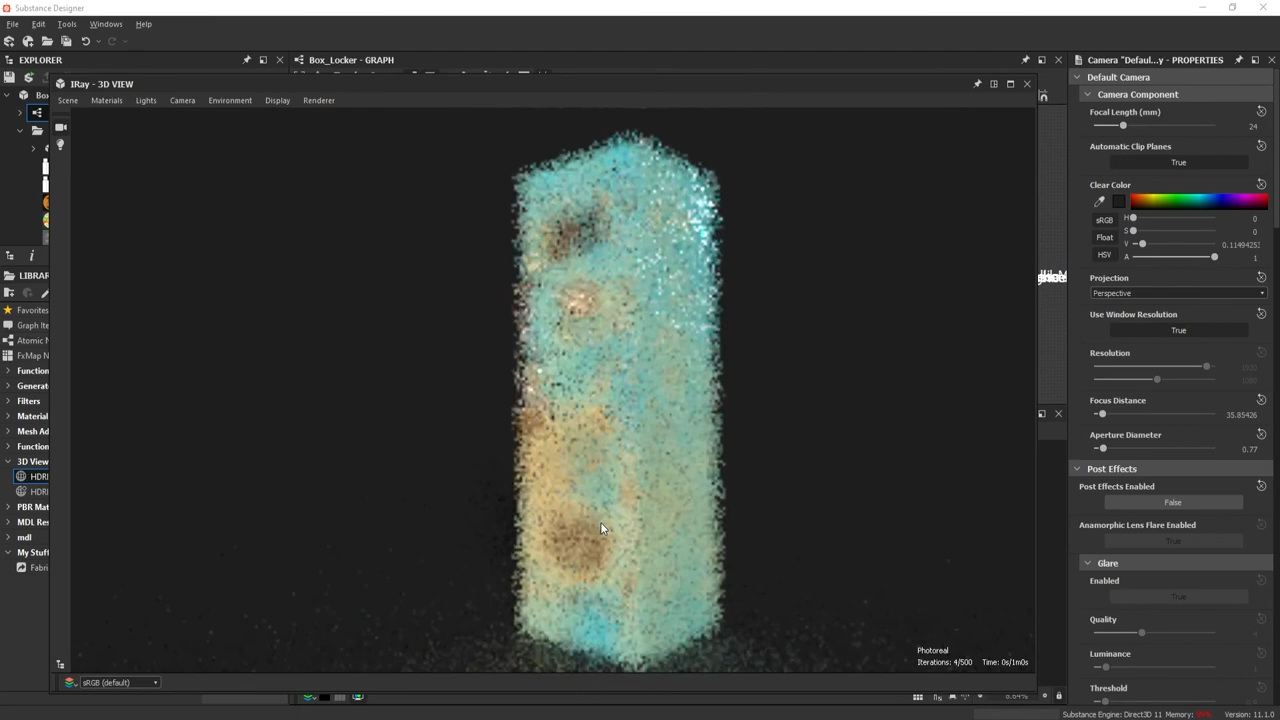 Substance Designer
File Edit Tools Windows Help
EXPLORER
Box_Locker - GRAPH
Camera "Defaul...y - PROPERTIES
IRay - 3D VIEW
Scene Materials Lights Camera Environment Display Renderer
Box
LIBRAR
Favorites
Graph Ite
Atomic N
FxMap N
Function
Generat
Filters
Material
Mesh Ad
Function
3D View
HDRI
HDRI
PBR Mat
MDL Res
mdl
My Stuff
Fabri
Photoreal
Iterations: 4/500 Time: 0s/1m0s
sRGB (default)
Default Camera
Camera Component
Focal Length (mm)
24
Automatic Clip Planes
True
Clear Color
sRGB
Float
HSV
H 0
S 0
V 0.1149425
A 1
Projection
Perspective
Use Window Resolution
True
Resolution
Focus Distance
35.85426
Aperture Diameter
0.77
Post Effects
Post Effects Enabled
False
Anamorphic Lens Flare Enabled
True
Glare
Enabled
True
Quality
Luminance
Threshold
Substance Engine: Direct3D 11 Memory: Version: 11.1.0